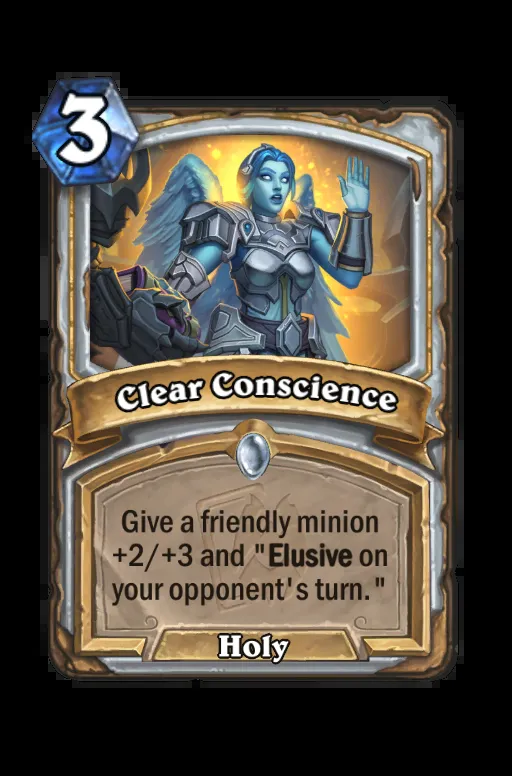 3
Clear Conscience
Give a friendly minion
+2/+3 and "Elusive on
your opponent's turn."
Holy